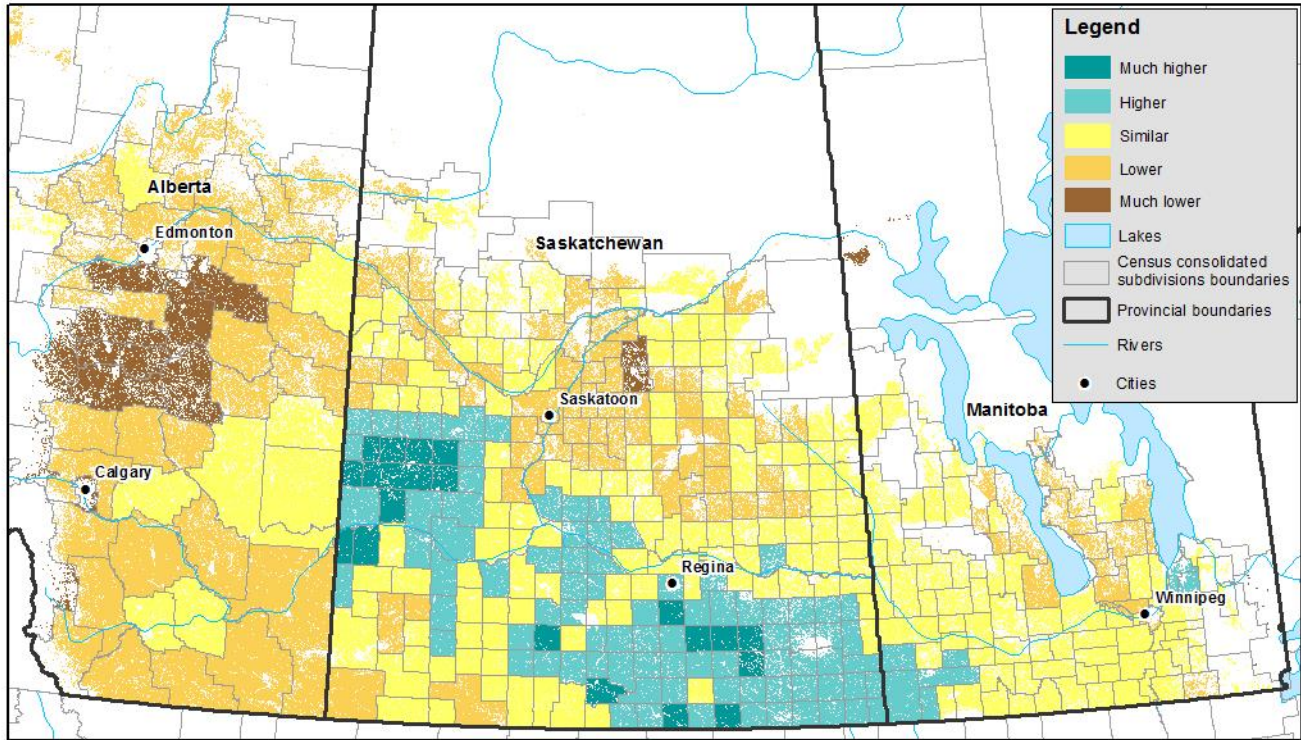 Legend
Much higher
Higher
Similar
Lower
Much lower
Lakes
Census consolidated
subdivisions boundaries
Provincial boundaries
Rivers
Cities
Alberta
Edmonton
Saskatchewan
Saskatoon
Manitoba
Calgary
Regina
Winnipeg